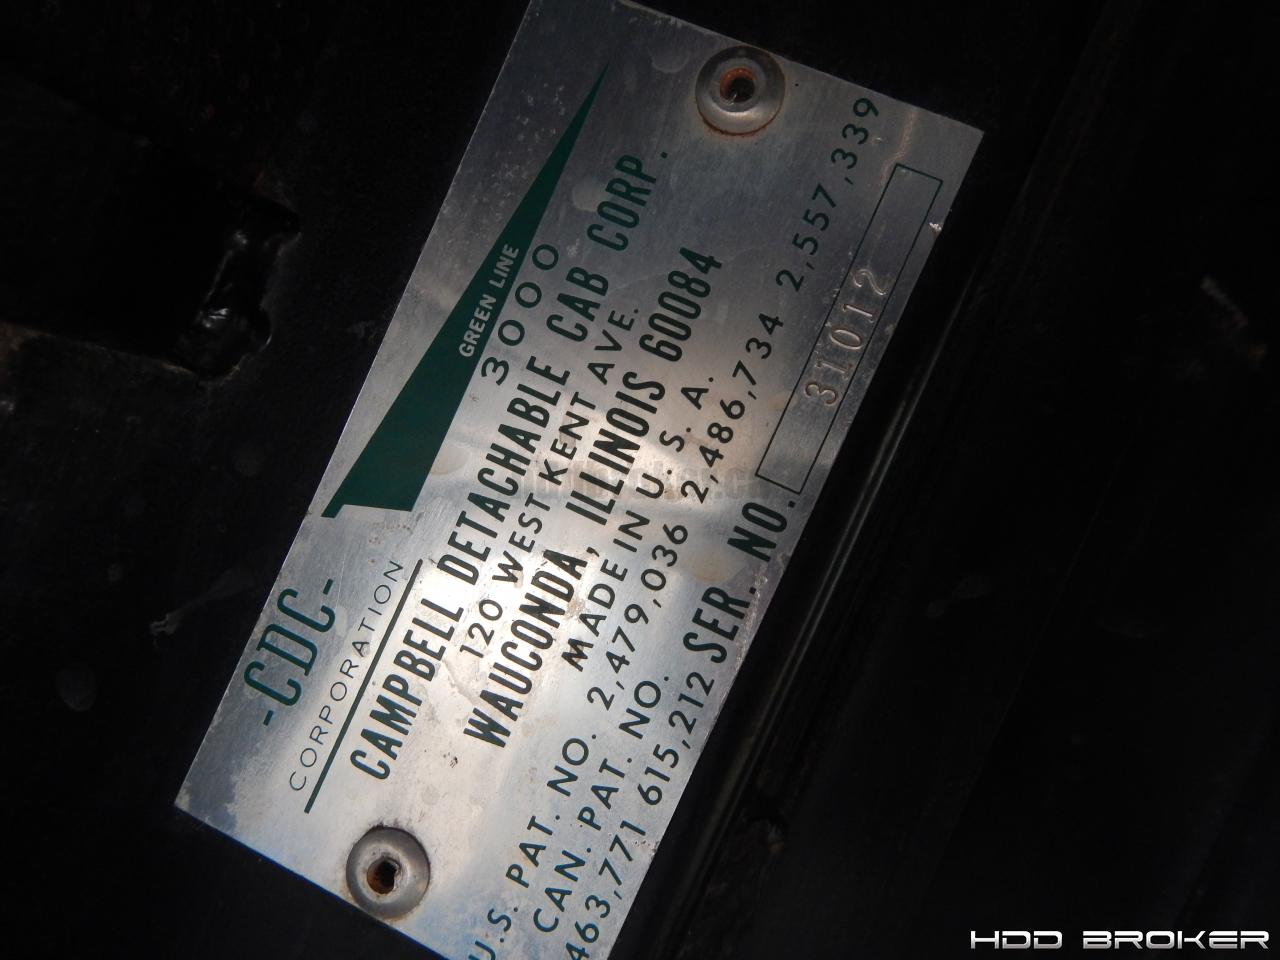 -CDC-
CORPORATION
GREEN LINE
3000
CAMPBELL DETACHABLE CAB CORP.
120 WEST KENT AVE.
WAUCONDA, ILLINOIS 60084
MADE IN U. S. A.
U.S. PAT. NO. 2,479,036 2,486,734 2,557,339
CAN. PAT. NO.
463,771 615,212 SER. NO. 31012
HDD BROKER